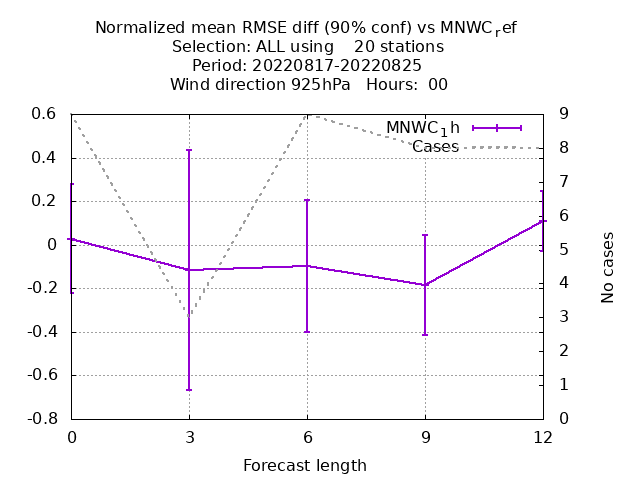 Normalized mean RMSE diff (90% conf) vs MNWC_ref
Selection: ALL using    20 stations
Period: 20220817-20220825
Wind direction 925hPa   Hours:  00
MNWC_1h
Cases
0.6
0.4
0.2
0
-0.2
-0.4
-0.6
-0.8
9
8
7
6
5
4
3
2
1
0
No cases
0 3 6 9 12
Forecast length